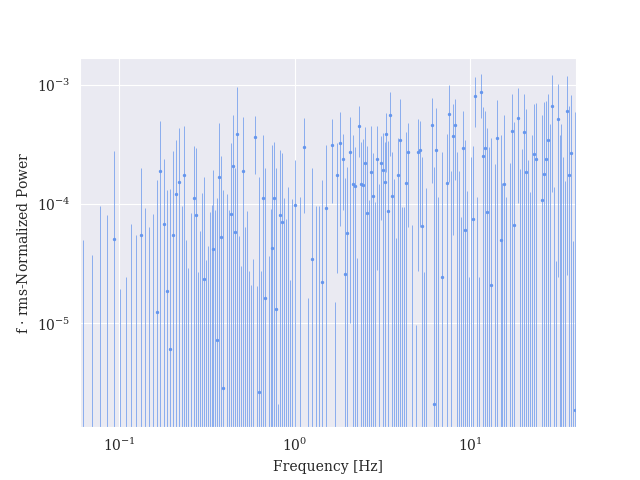 10⁻³
10⁻⁴
10⁻⁵
f · rms-Normalized Power
10⁻¹ 10⁰ 10¹
Frequency [Hz]